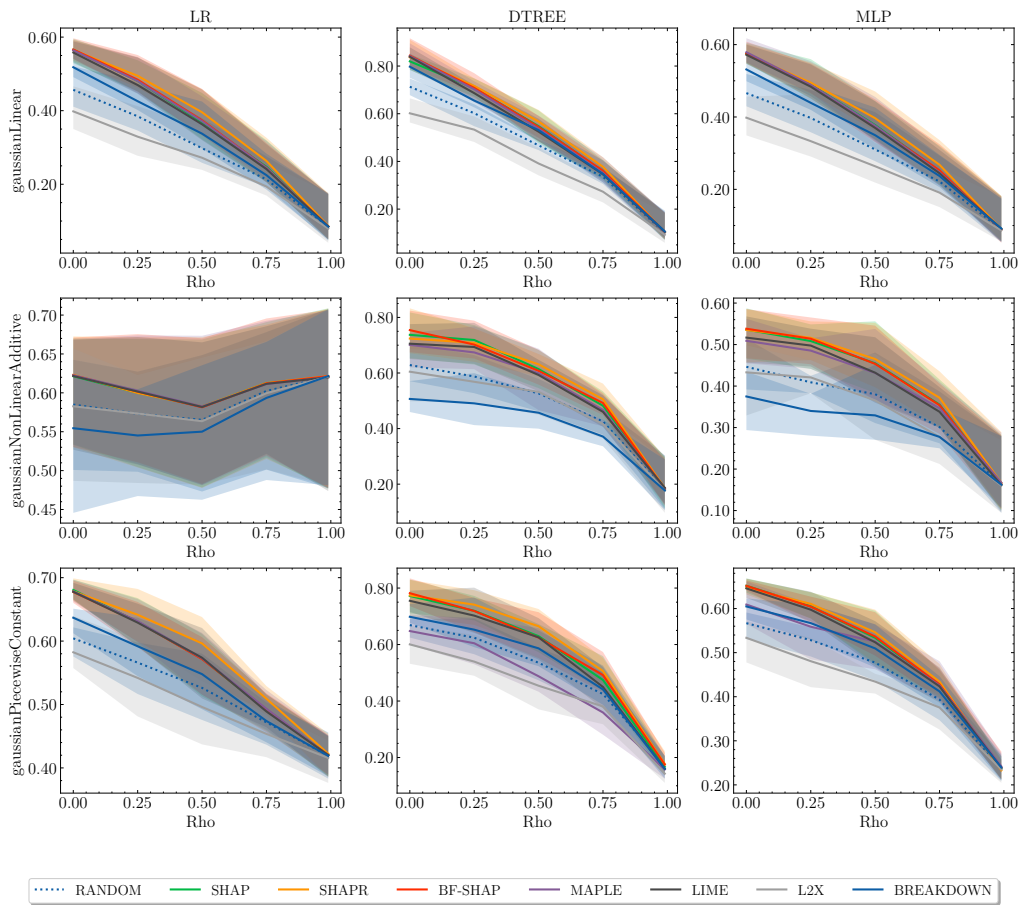 LR DTREE MLP
gaussianLinear
0.60
0.40
0.20
0.80
0.60
0.40
0.20
0.60
0.40
0.20
0.00 0.25 0.50 0.75 1.00
0.00 0.25 0.50 0.75 1.00
0.00 0.25 0.50 0.75 1.00
Rho Rho Rho
gaussianNonLinearAdditive
0.70
0.65
0.60
0.55
0.50
0.45
0.80
0.60
0.40
0.20
0.60
0.50
0.40
0.30
0.20
0.10
0.00 0.25 0.50 0.75 1.00
0.00 0.25 0.50 0.75 1.00
0.00 0.25 0.50 0.75 1.00
Rho Rho Rho
gaussianPiecewiseConstant
0.70
0.60
0.50
0.40
0.80
0.60
0.40
0.20
0.60
0.50
0.40
0.30
0.20
0.00 0.25 0.50 0.75 1.00
0.00 0.25 0.50 0.75 1.00
0.00 0.25 0.50 0.75 1.00
Rho Rho Rho
RANDOM SHAP SHAPR BF-SHAP MAPLE LIME L2X BREAKDOWN